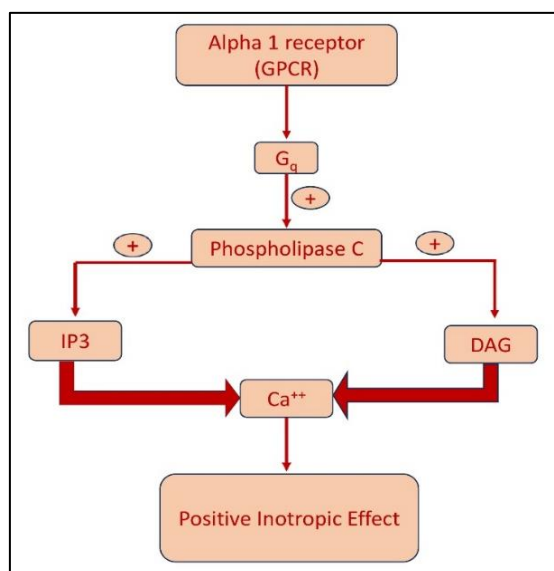 Alpha 1 receptor
(GPCR)
Gq
+
Phospholipase C
+
+
IP3
DAG
Ca++
Positive Inotropic Effect